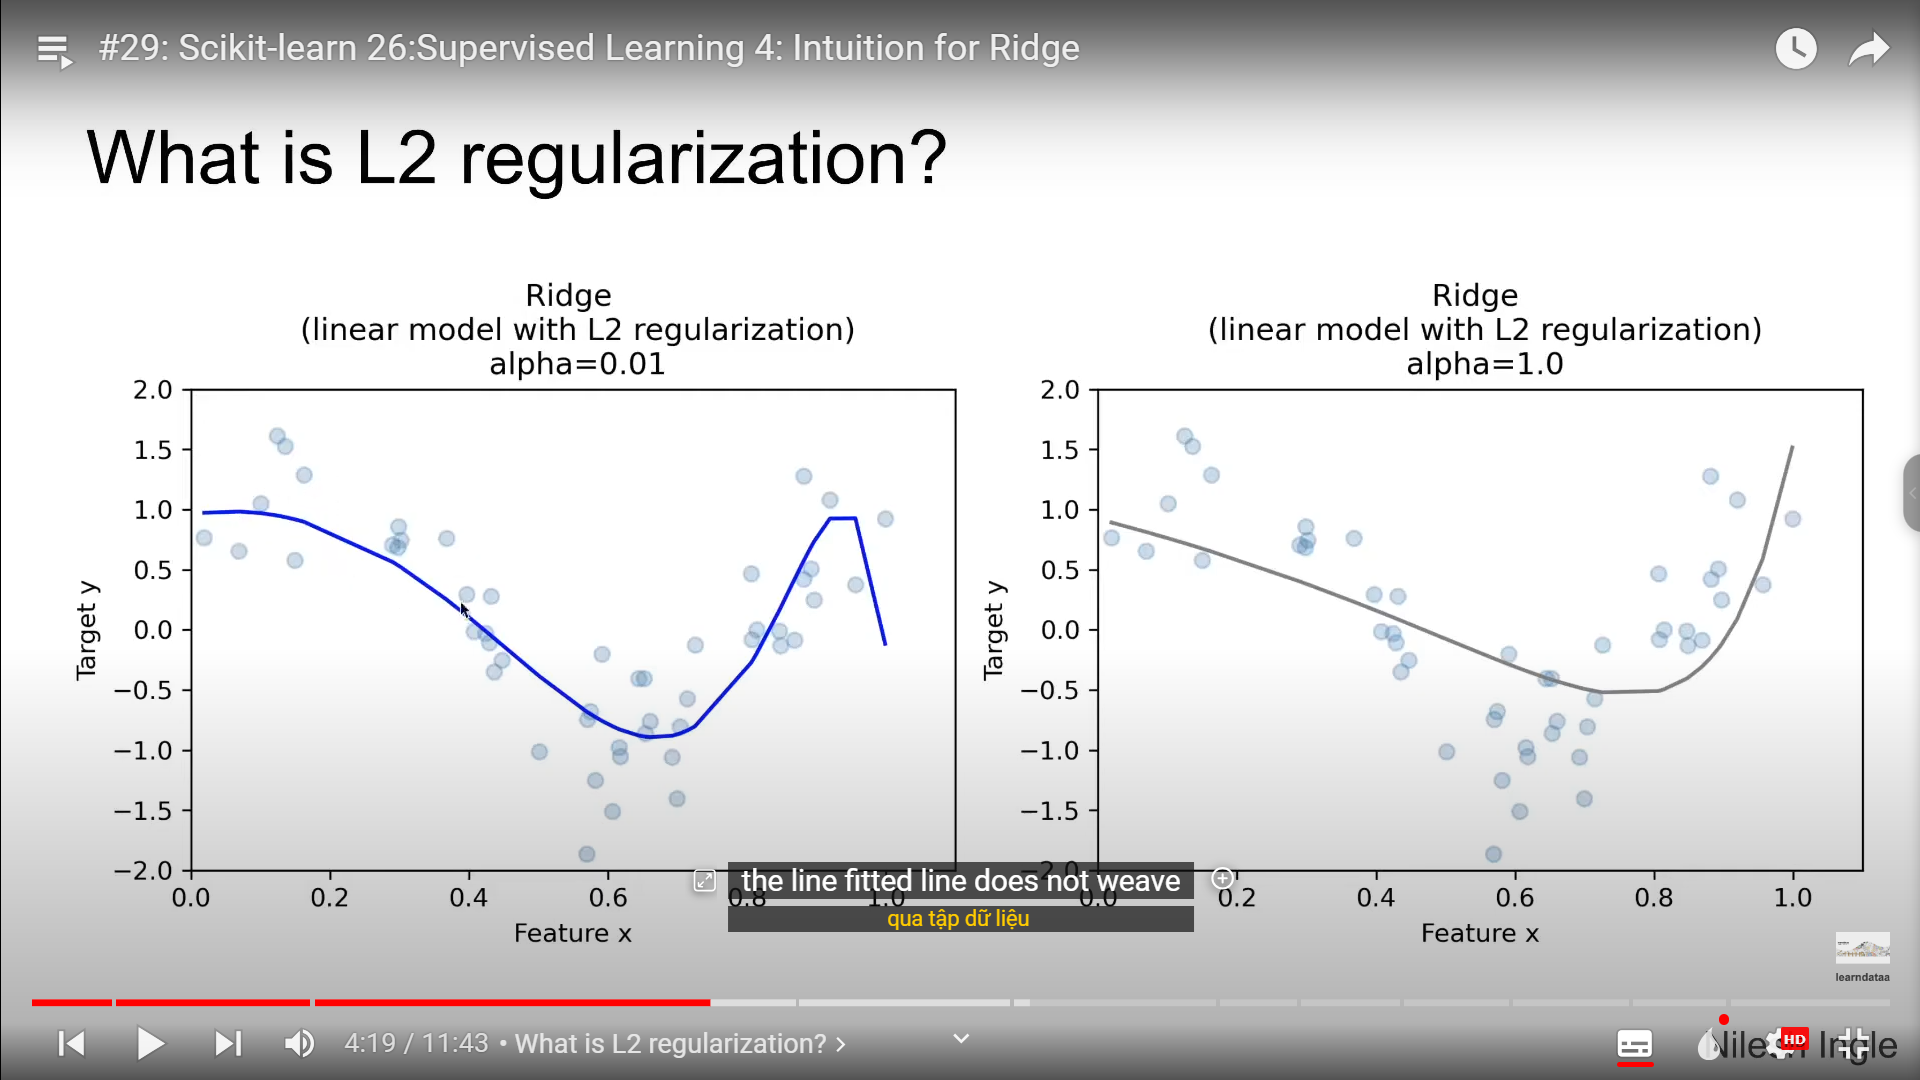 #29: Scikit-learn 26:Supervised Learning 4: Intuition for Ridge
What is L2 regularization?
Ridge
(linear model with L2 regularization)
alpha=0.01
2.0
1.5
1.0
0.5
0.0
−0.5
−1.0
−1.5
−2.0
Target y
0.0 0.2 0.4 0.6 0.8 1.0
Feature x
Ridge
(linear model with L2 regularization)
alpha=1.0
2.0
1.5
1.0
0.5
0.0
−0.5
−1.0
−1.5
2.0
Target y
0.0 0.2 0.4 0.6 0.8 1.0
Feature x
the line fitted line does not weave
qua tập dữ liệu
learndataa
4:19 / 11:43 • What is L2 regularization? ›
HD
Nilesh Ingle